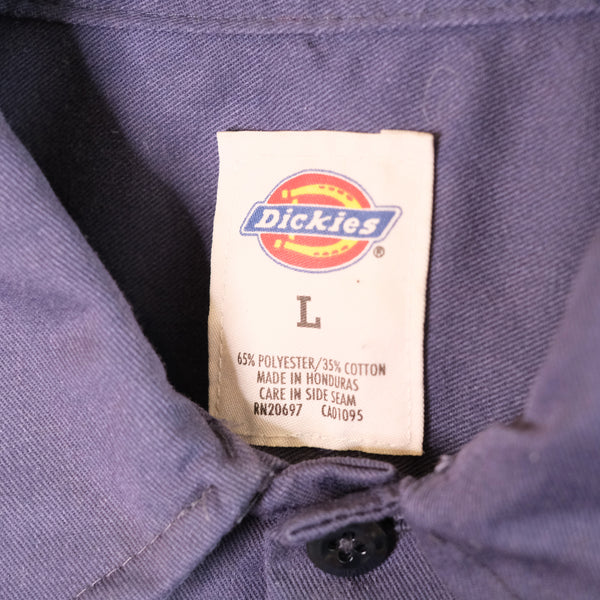 Dickies
®
L
65% POLYESTER/35% COTTON
MADE IN HONDURAS
CARE IN SIDE SEAM
RN20697 CA01095